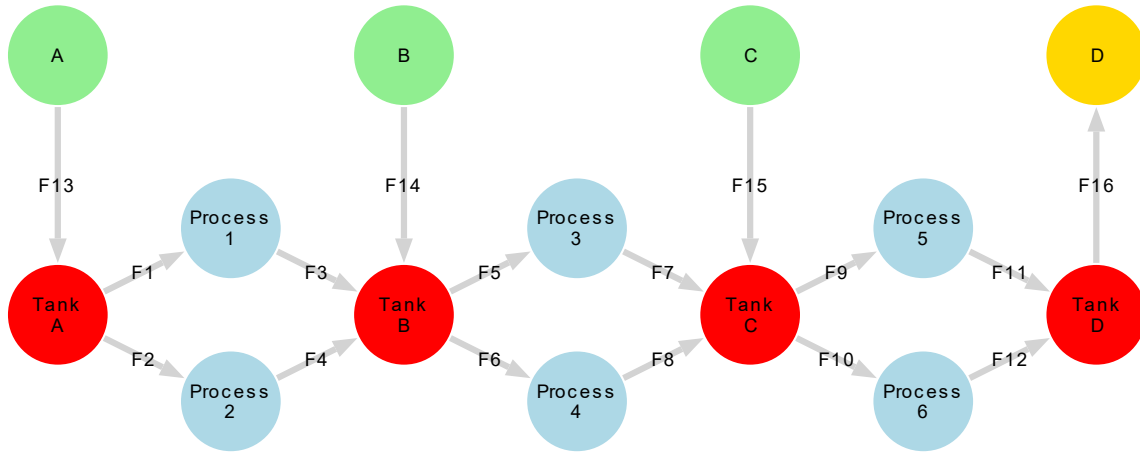 A
B
C
D
F13
F14
F15
F16
Process
1
Process
3
Process
5
F1
F3
F5
F7
F9
F11
Tank
A
Tank
B
Tank
C
Tank
D
F2
F4
F6
F8
F10
F12
Process
2
Process
4
Process
6